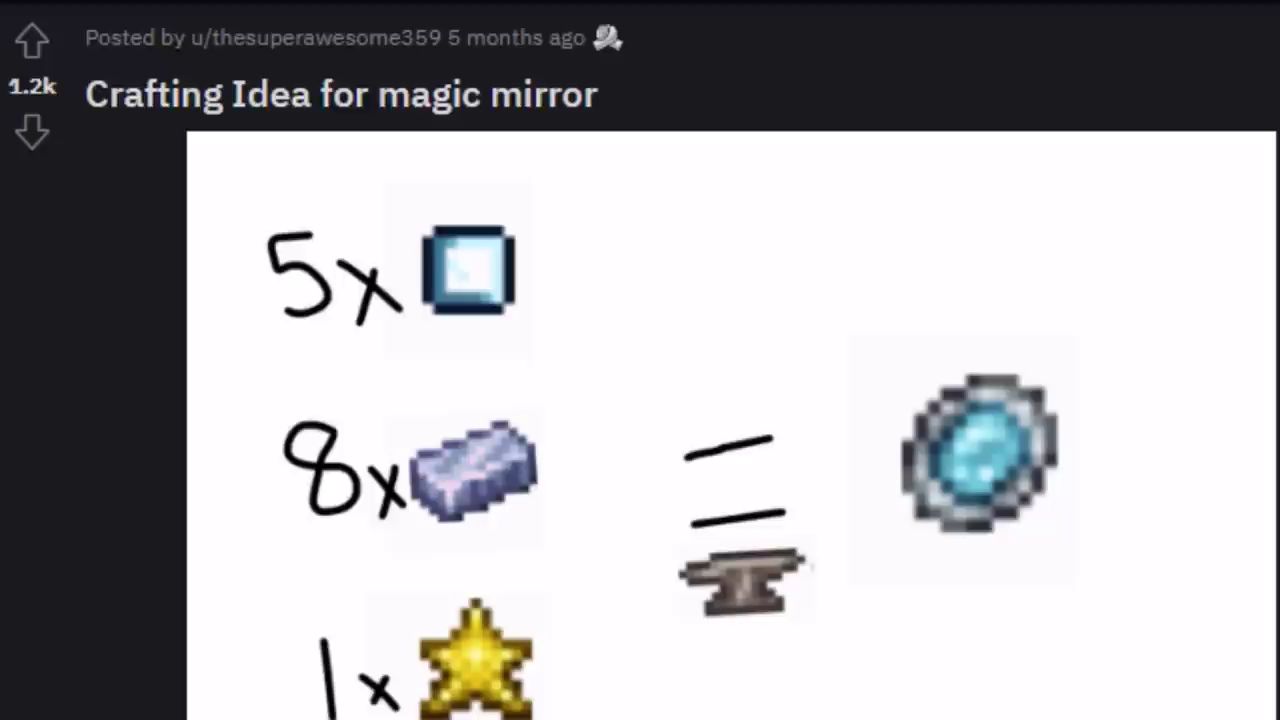 Posted by u/thesuperawesome359 5 months ago
1.2k
Crafting Idea for magic mirror
5x
8x
=
1x